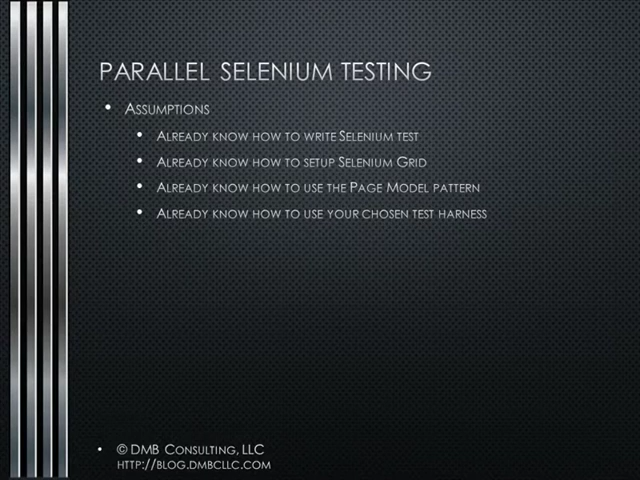 Parallel Selenium Testing
• Assumptions
• Already know how to write Selenium test
• Already know how to setup Selenium Grid
• Already know how to use the Page Model pattern
• Already know how to use your chosen test harness
• © DMB Consulting, LLC
http://blog.dmbcllc.com